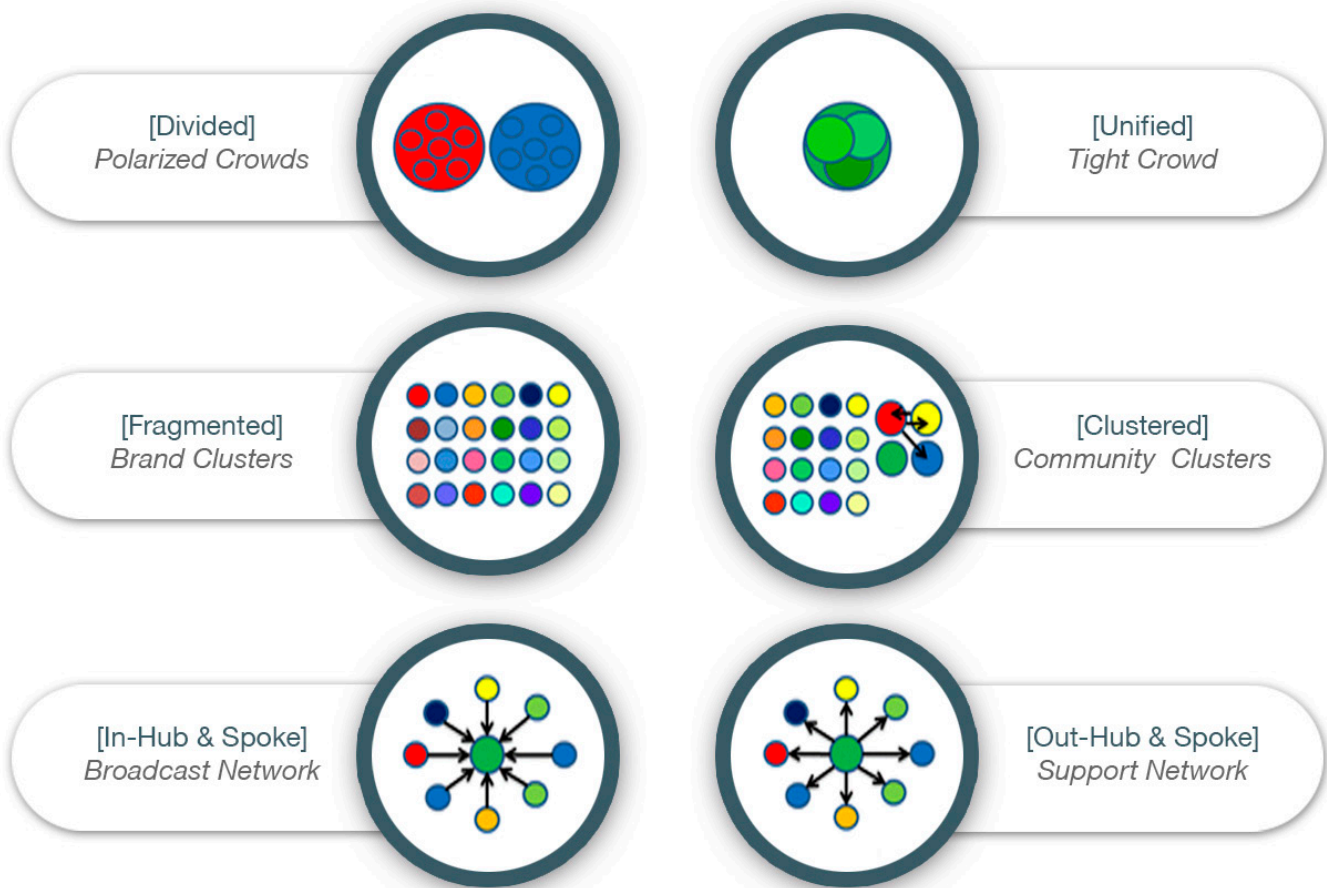 [Divided]
Polarized Crowds
[Unified]
Tight Crowd
[Fragmented]
Brand Clusters
[Clustered]
Community  Clusters
[In-Hub & Spoke]
Broadcast Network
[Out-Hub & Spoke]
Support Network